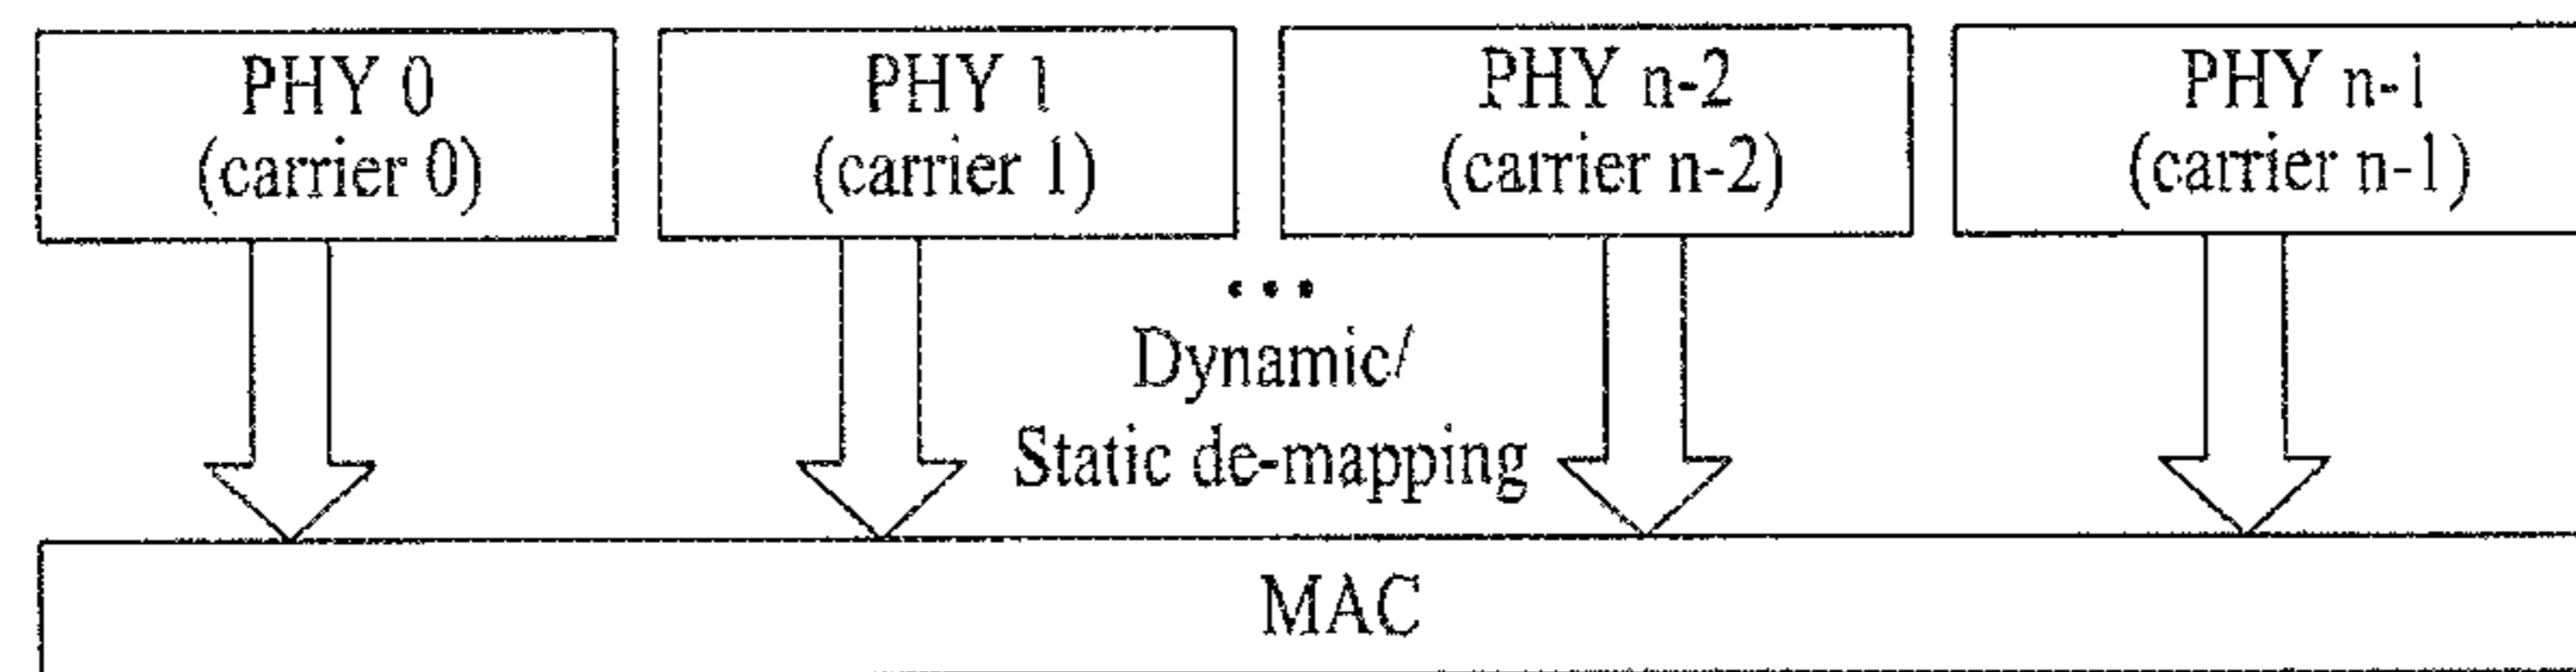 PHY 0
(carrier 0)
PHY 1
(carrier 1)
PHY n-2
(carrier n-2)
PHY n-1
(carrier n-1)
...
Dynamic/
Static de-mapping
MAC